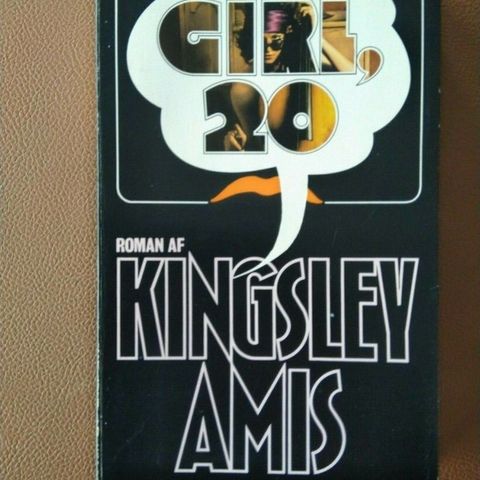 GIRL,
20
ROMAN AF
KINGSLEY
AMIS